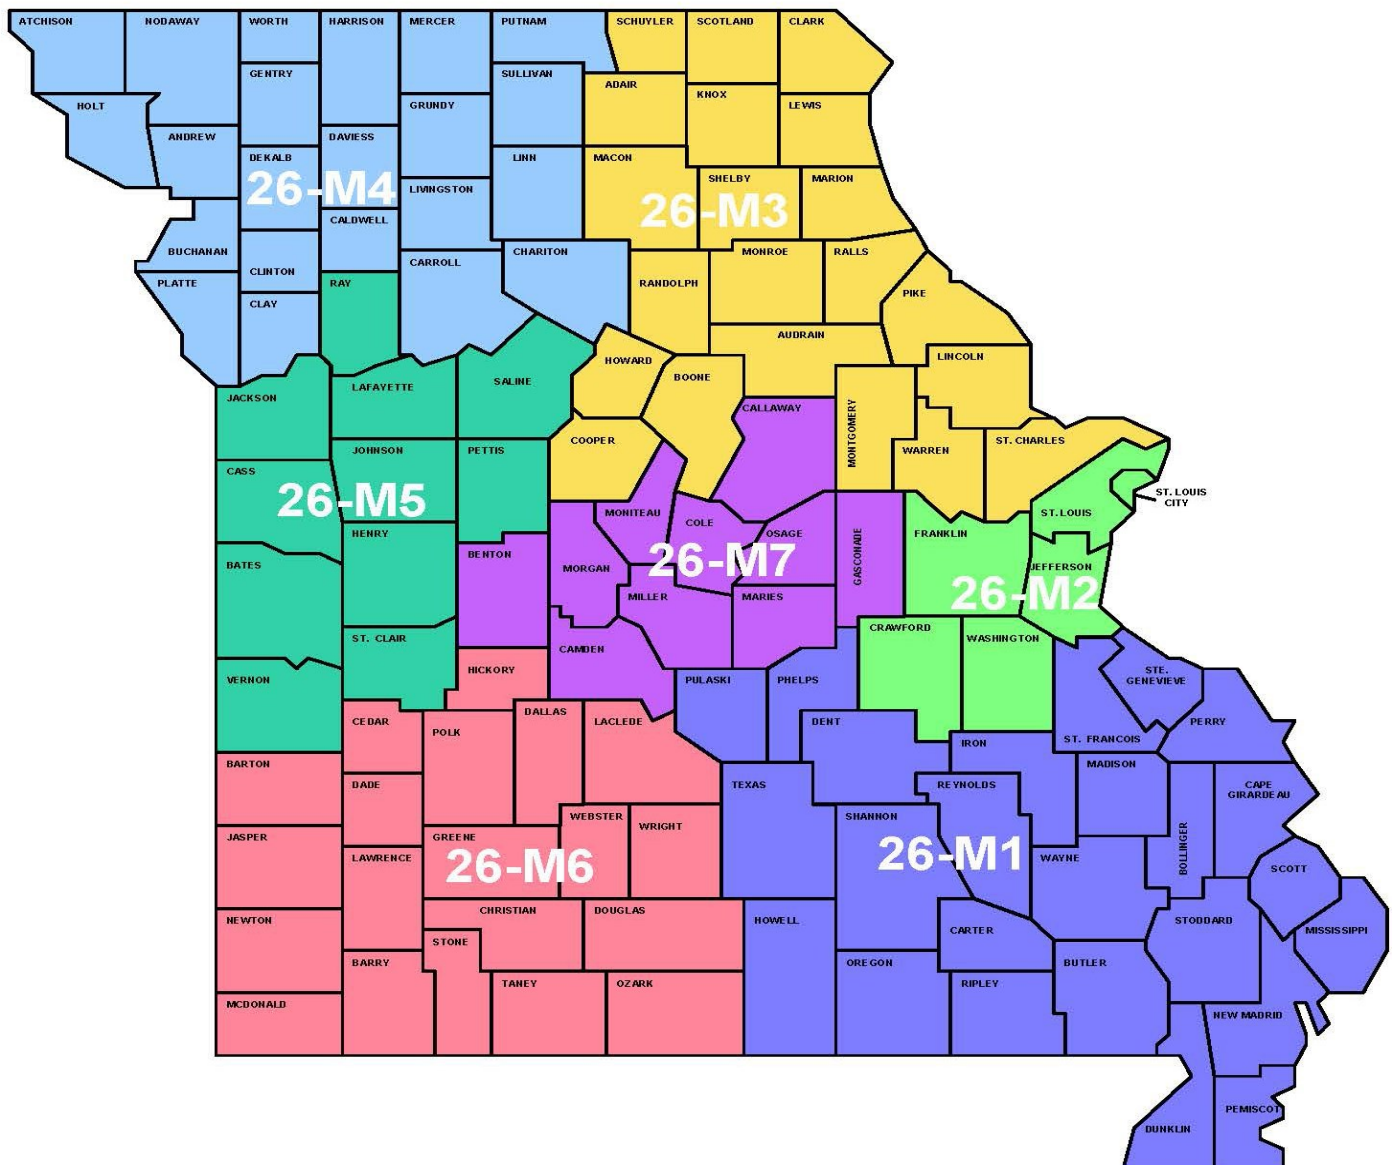 ATCHISON
NODAWAY
WORTH
HARRISON
MERCER
PUTNAM
SCHUYLER
SCOTLAND
CLARK
GENTRY
SULLIVAN
ADAIR
KNOX
HOLT
GRUNDY
LEWIS
ANDREW
DAVIESS
DEKALB
LINN
MACON
26-M4
LIVINGSTON
SHELBY
MARION
26-M3
CALDWELL
BUCHANAN
CHARITON
MONROE
RALLS
CARROLL
CLINTON
PLATTE
RAY
RANDOLPH
PIKE
CLAY
AUDRAIN
HOWARD
LINCOLN
BOONE
SALINE
LAFAYETTE
JACKSON
CALLAWAY
MONTGOMERY
COOPER
ST. CHARLES
JOHNSON
PETTIS
WARREN
CASS
26-M5
ST. LOUIS
CITY
MONITEAU
ST. LOUIS
COLE
HENRY
OSAGE
GASCONADE
FRANKLIN
BENTON
26-M7
BATES
MORGAN
JEFFERSON
26-M2
MILLER
MARIES
CRAWFORD
WASHINGTON
ST. CLAIR
CAMDEN
HICKORY
STE.
GENEVIEVE
VERNON
PULASKI
PHELPS
DALLAS
CEDAR
LACLEDE
DENT
PERRY
POLK
ST. FRANCOIS
IRON
BARTON
MADISON
DADE
TEXAS
REYNOLDS
CAPE
GIRARDEAU
WEBSTER
SHANNON
WRIGHT
JASPER
GREENE
BOLLINGER
26-M6
26-M1
LAWRENCE
WAYNE
SCOTT
CHRISTIAN
DOUGLAS
NEWTON
HOWELL
STODDARD
CARTER
MISSISSIPPI
STONE
BARRY
OREGON
BUTLER
TANEY
OZARK
RIPLEY
MCDONALD
NEW MADRID
PEMISCOT
DUNKLIN